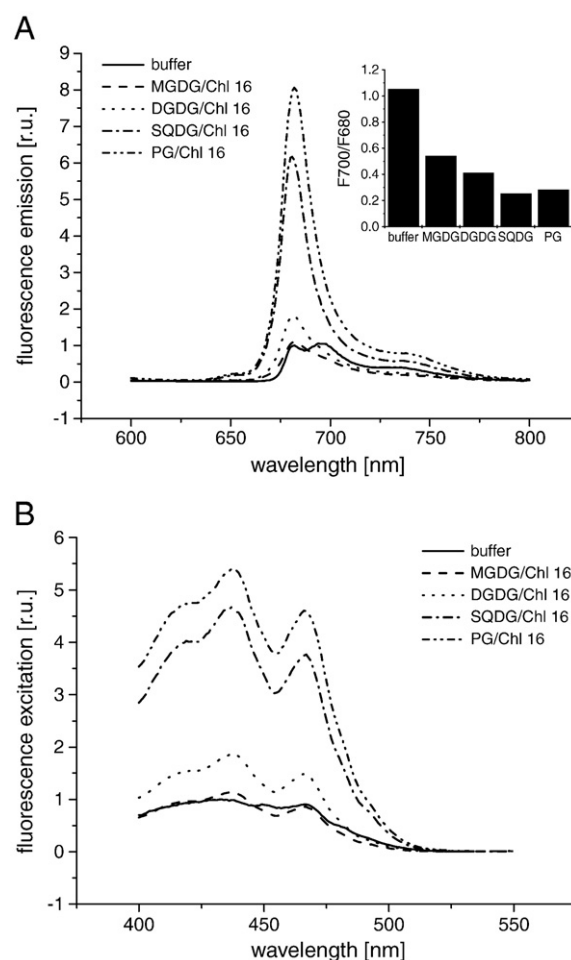 A
fluorescence emission [r.u.]
9
8
7
6
5
4
3
2
1
0
-1
buffer
MGDG/Chl 16
DGDG/Chl 16
SQDG/Chl 16
PG/Chl 16
F700/F680
1.2
1.0
0.8
0.6
0.4
0.2
0.0
buffer MGDG DGDG SQDG PG
600 650 700 750 800
wavelength [nm]
B
fluorescence excitation [r.u.]
6
5
4
3
2
1
0
-1
buffer
MGDG/Chl 16
DGDG/Chl 16
SQDG/Chl 16
PG/Chl 16
400 450 500 550
wavelength [nm]